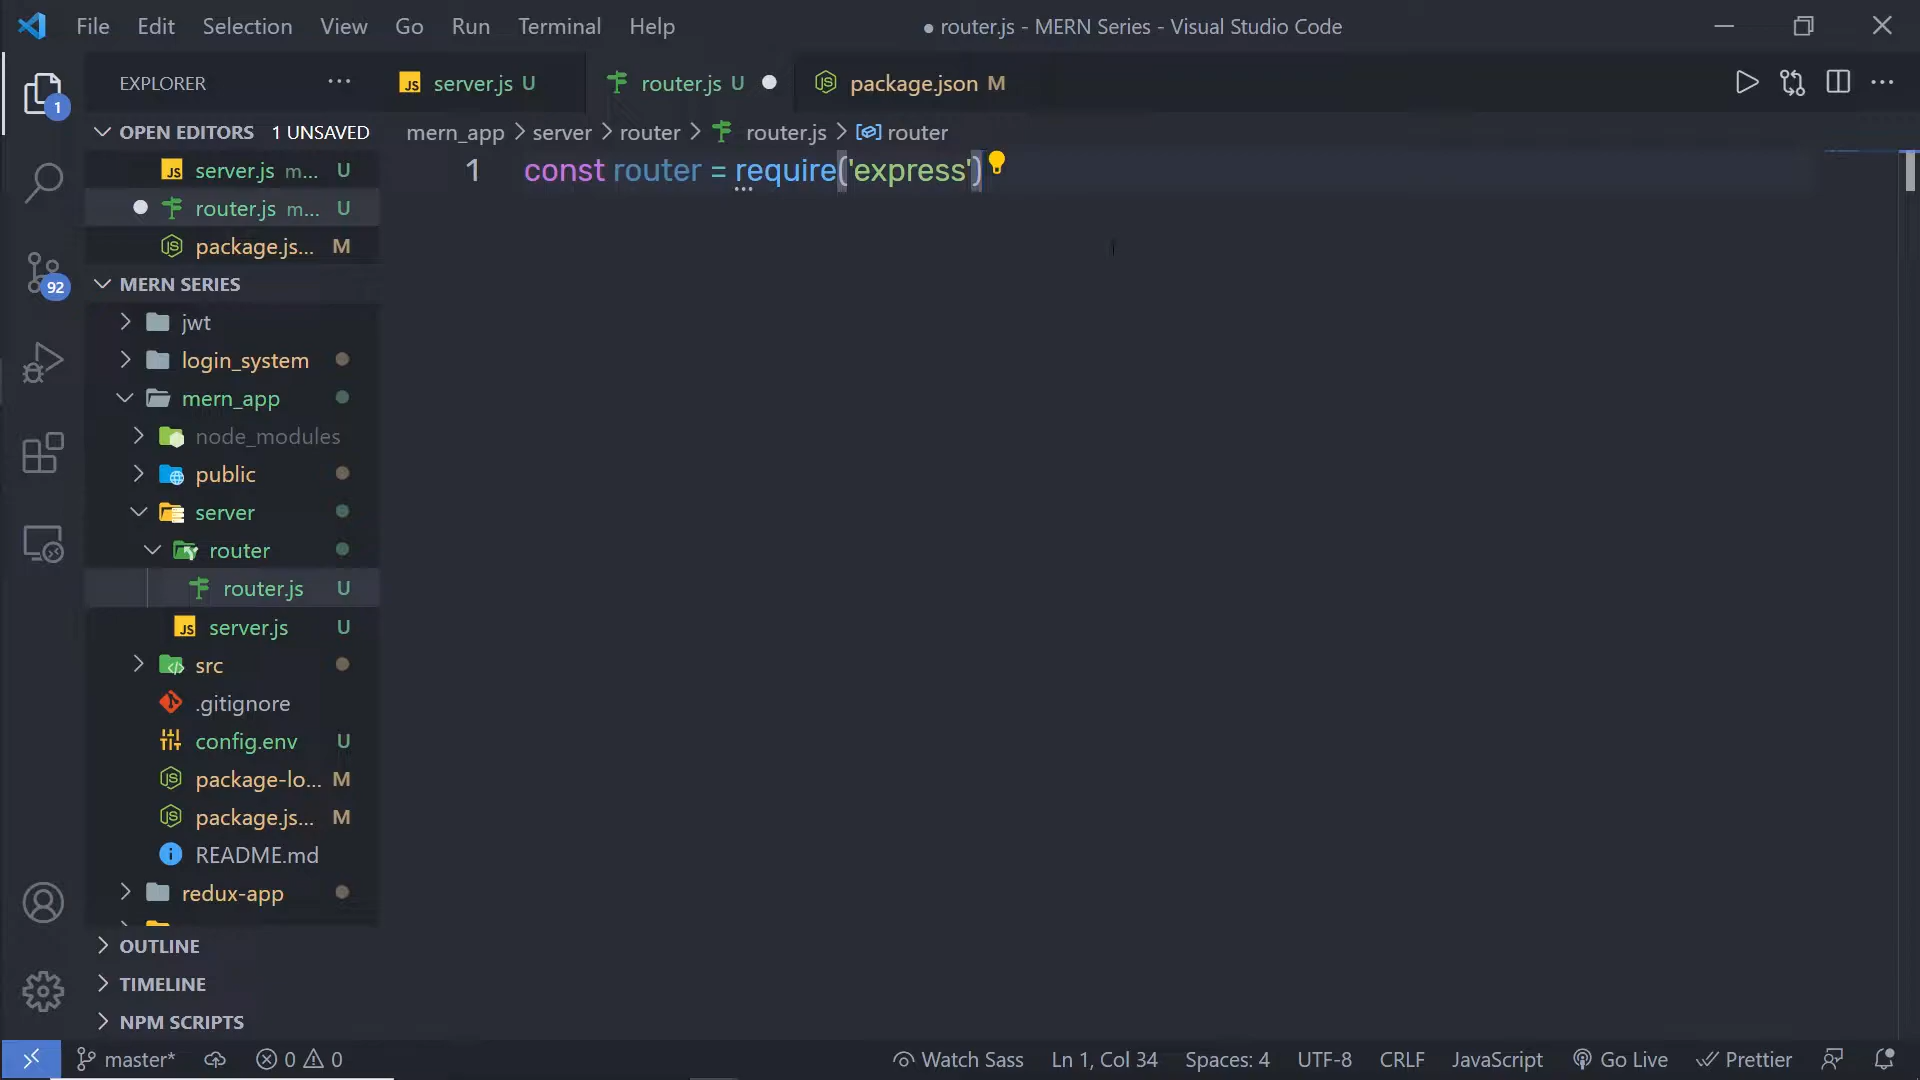 File Edit Selection View Go Run Terminal Help
● router.js - MERN Series - Visual Studio Code
EXPLORER
server.js U
router.js U
package.json M
OPEN EDITORS 1 UNSAVED
mern_app > server > router > router.js > router
server.js m... U
router.js m... U
package.js... M
1 const router = require('express')
MERN SERIES
jwt
login_system
mern_app
node_modules
public
server
router
router.js U
server.js U
src
.gitignore
config.env U
package-lo... M
package.js... M
README.md
redux-app
OUTLINE
TIMELINE
NPM SCRIPTS
1
92
JS
master*
0 0
Watch Sass
Ln 1, Col 34
Spaces: 4
UTF-8
CRLF
JavaScript
Go Live
Prettier